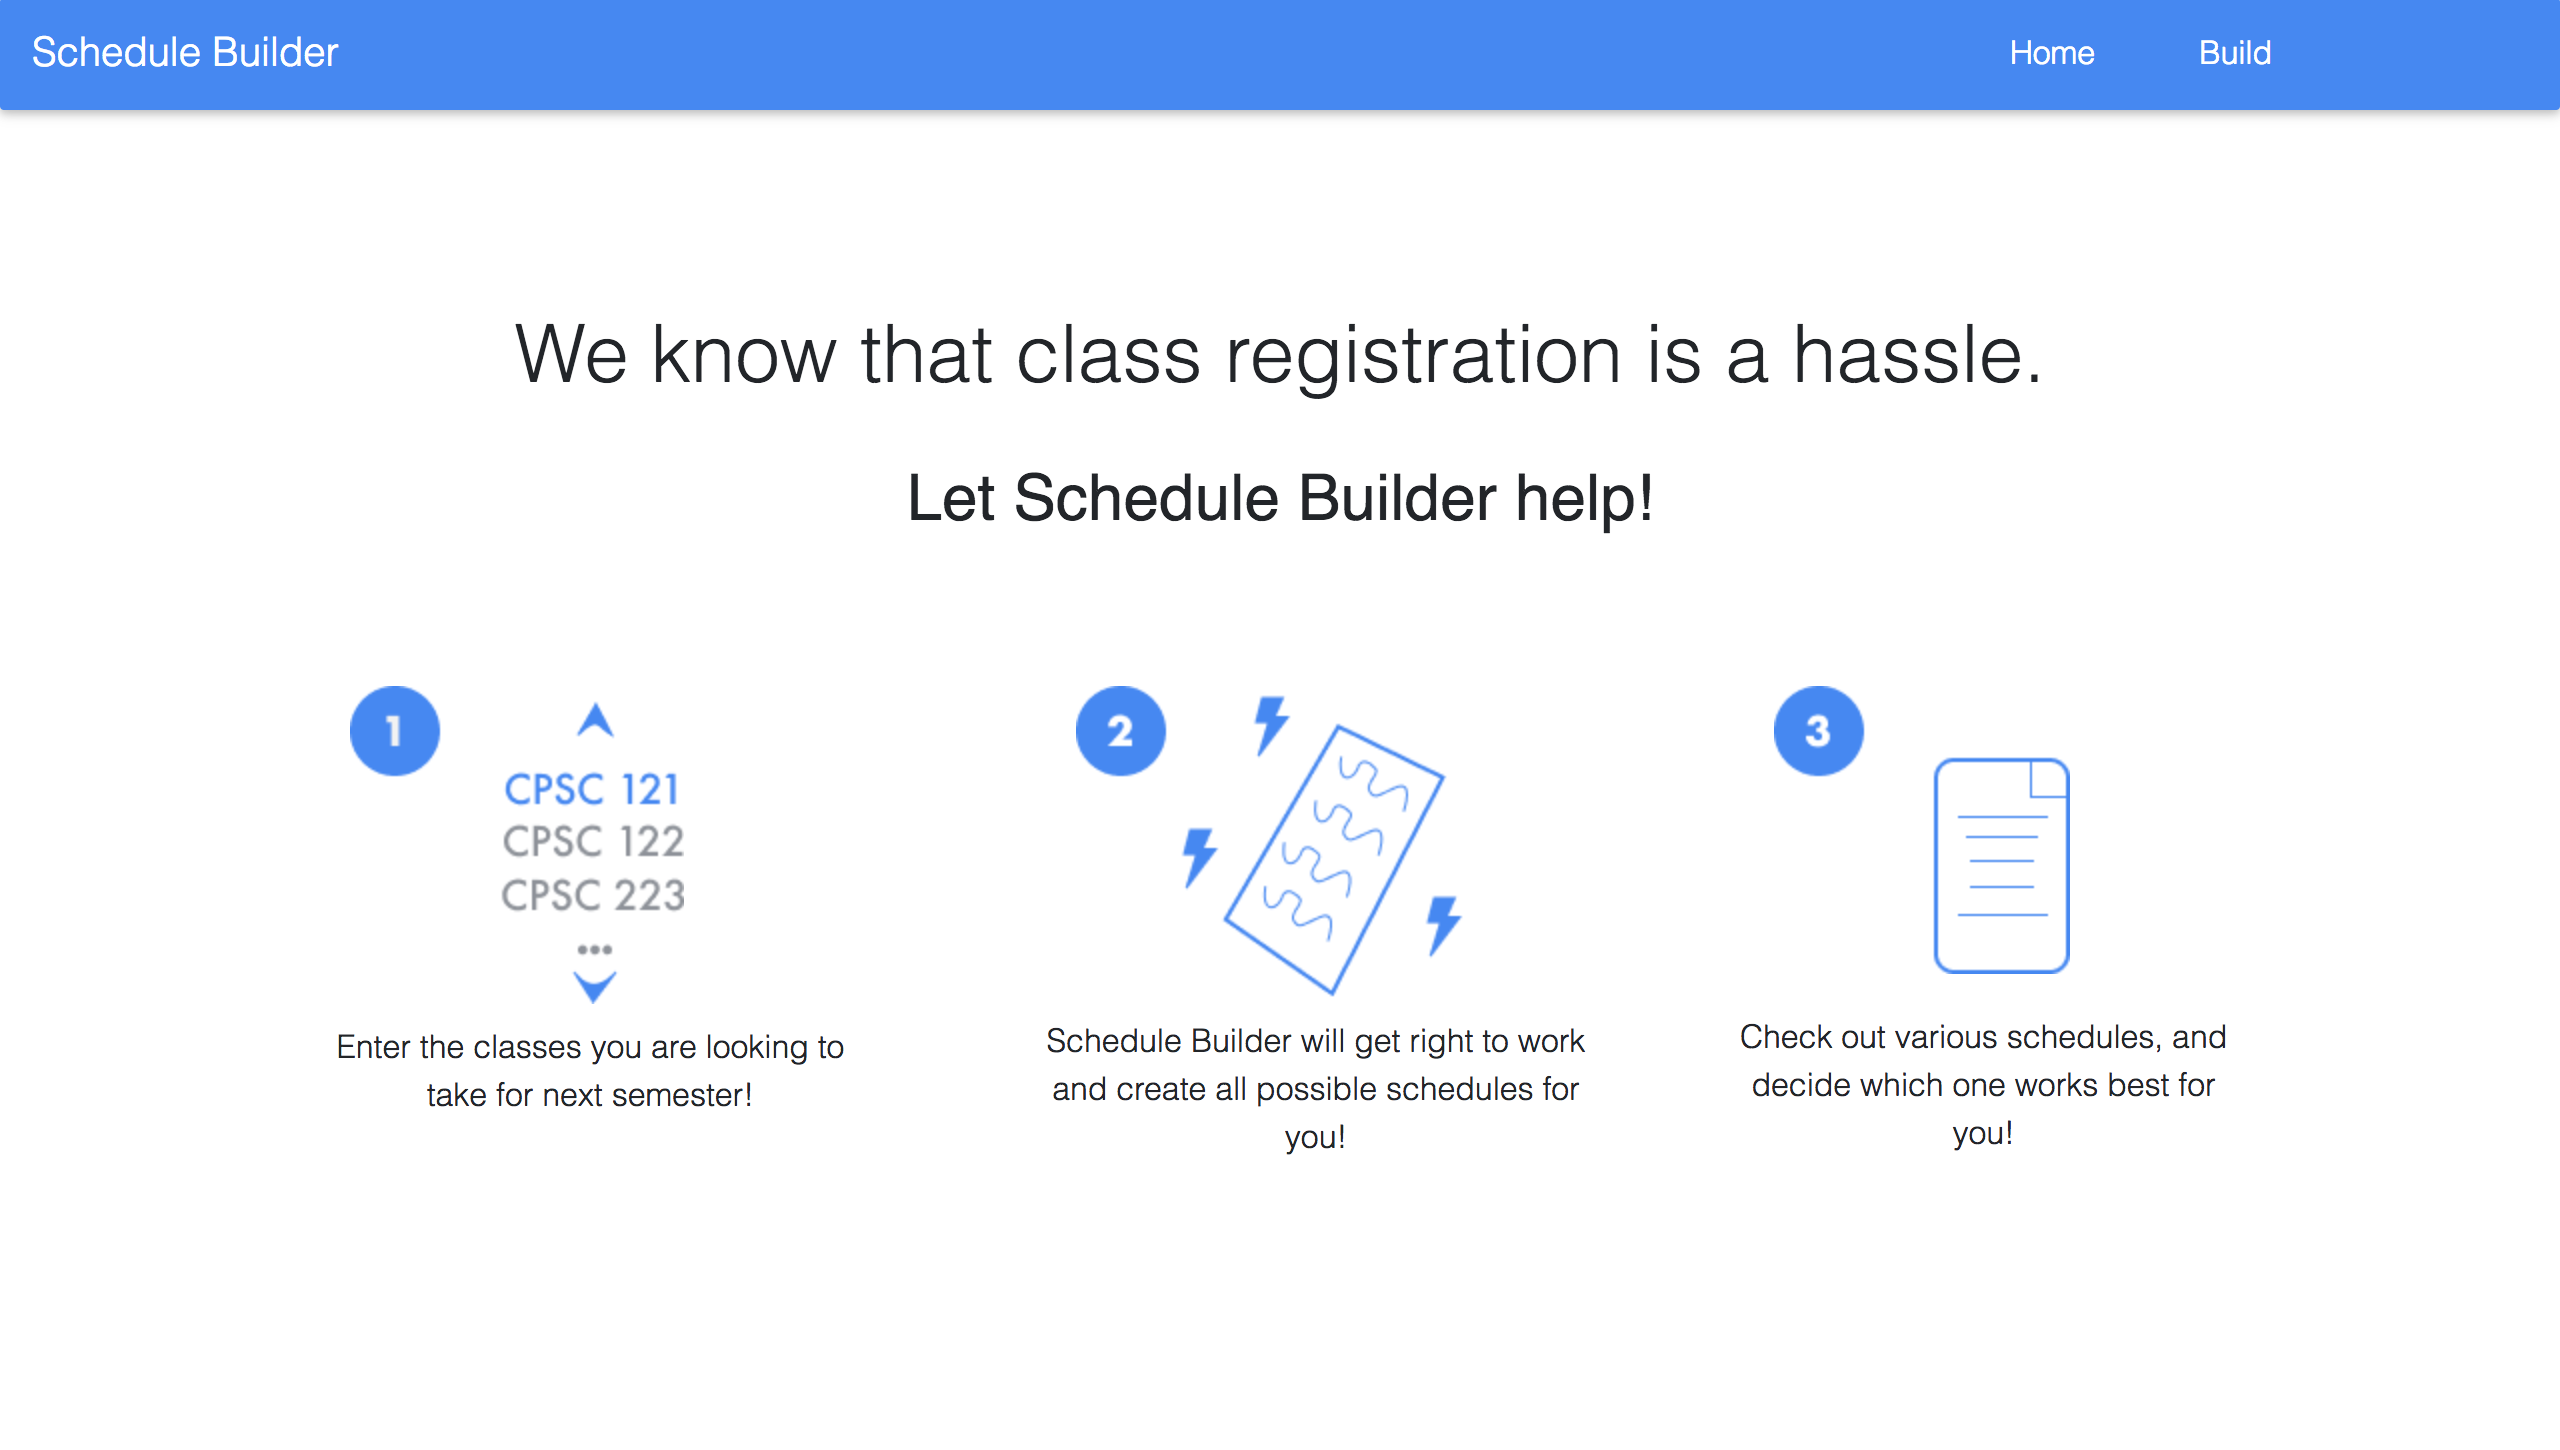 Schedule Builder
Home
Build
We know that class registration is a hassle.
Let Schedule Builder help!
1
CPSC 121
CPSC 122
CPSC 223
...
Enter the classes you are looking to
take for next semester!
2
Schedule Builder will get right to work
and create all possible schedules for
you!
3
Check out various schedules, and
decide which one works best for
you!